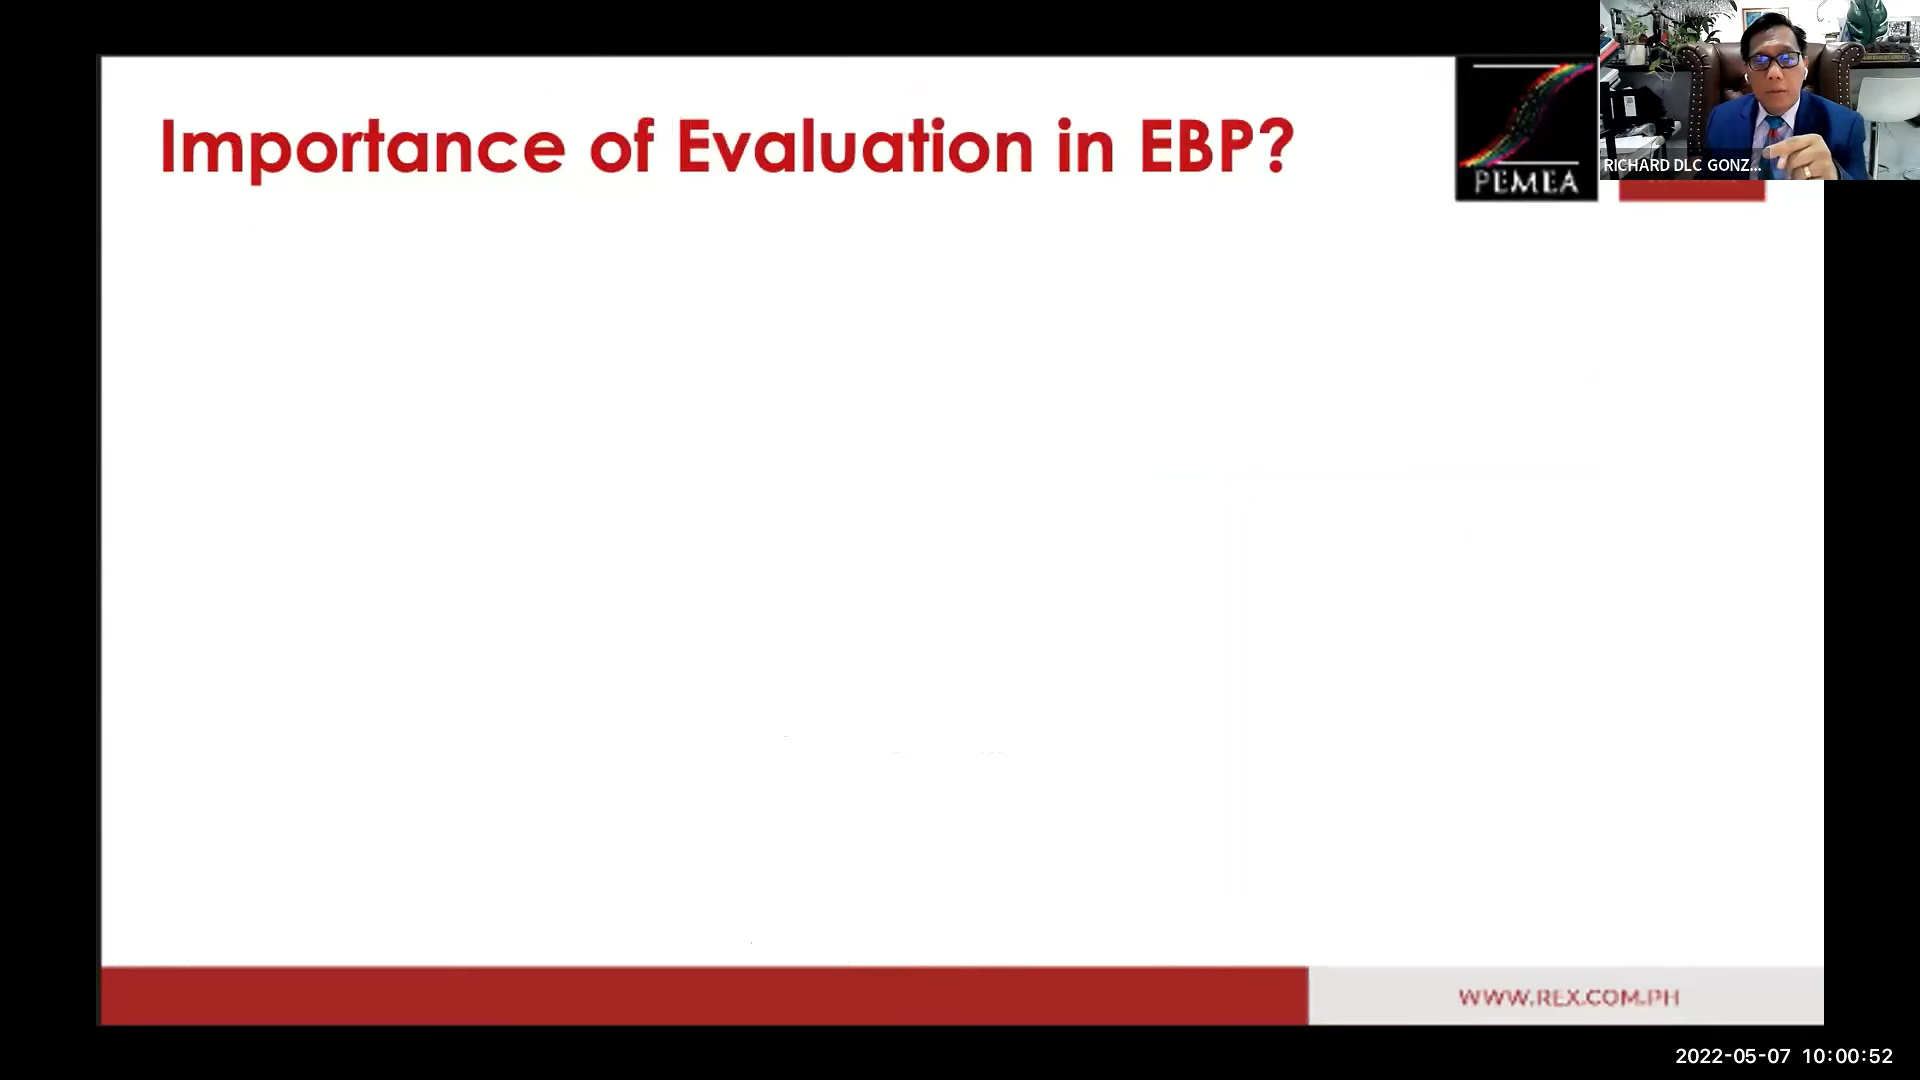 Importance of Evaluation in EBP?
PEMEA
RICHARD DLC GONZ...
WWW.REX.COM.PH
2022-05-07 10:00:52